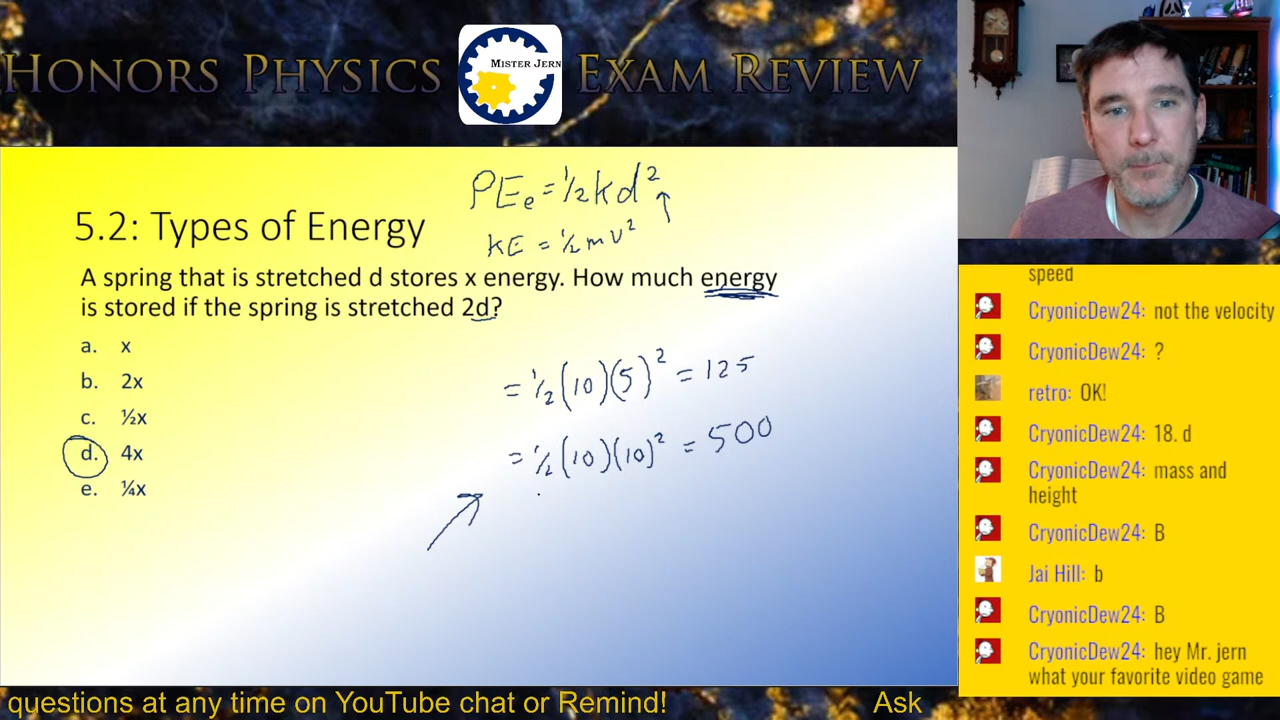 HONORS PHYSICS MISTER JERN EXAM REVIEW
PEe = ½kd²
KE = ½mv²
5.2: Types of Energy
A spring that is stretched d stores x energy. How much energy
is stored if the spring is stretched 2d?
a. x
b. 2x
c. ½x
d. 4x
e. ¼x
= ½(10)(5)² = 125
= ½(10)(10)² = 500
speed
CryonicDew24: not the velocity
CryonicDew24: ?
retro: OK!
CryonicDew24: 18. d
CryonicDew24: mass and
height
CryonicDew24: B
Jai Hill: b
CryonicDew24: B
CryonicDew24: hey Mr. jern
what your favorite video game
questions at any time on YouTube chat or Remind! Ask